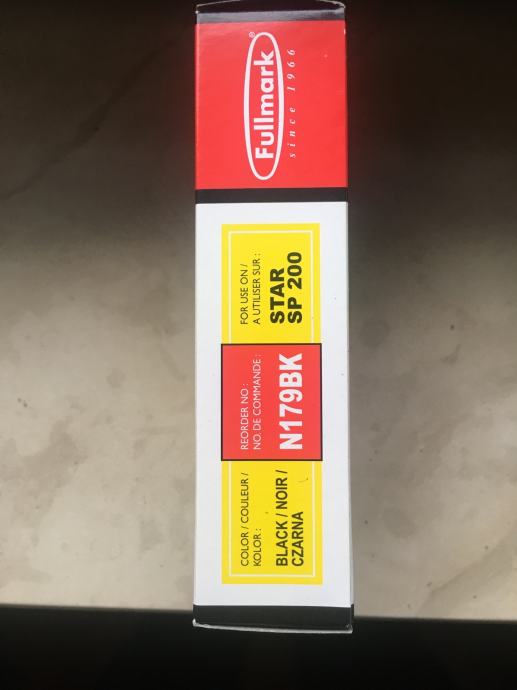 COLOR / COULEUR /
KOLOR :
BLACK / NOIR /
CZARNA
REORDER NO :
NO. DE COMMANDE :
N179BK
FOR USE ON /
A UTILISER SUR :
STAR
SP 200
Fullmark®
since 1966